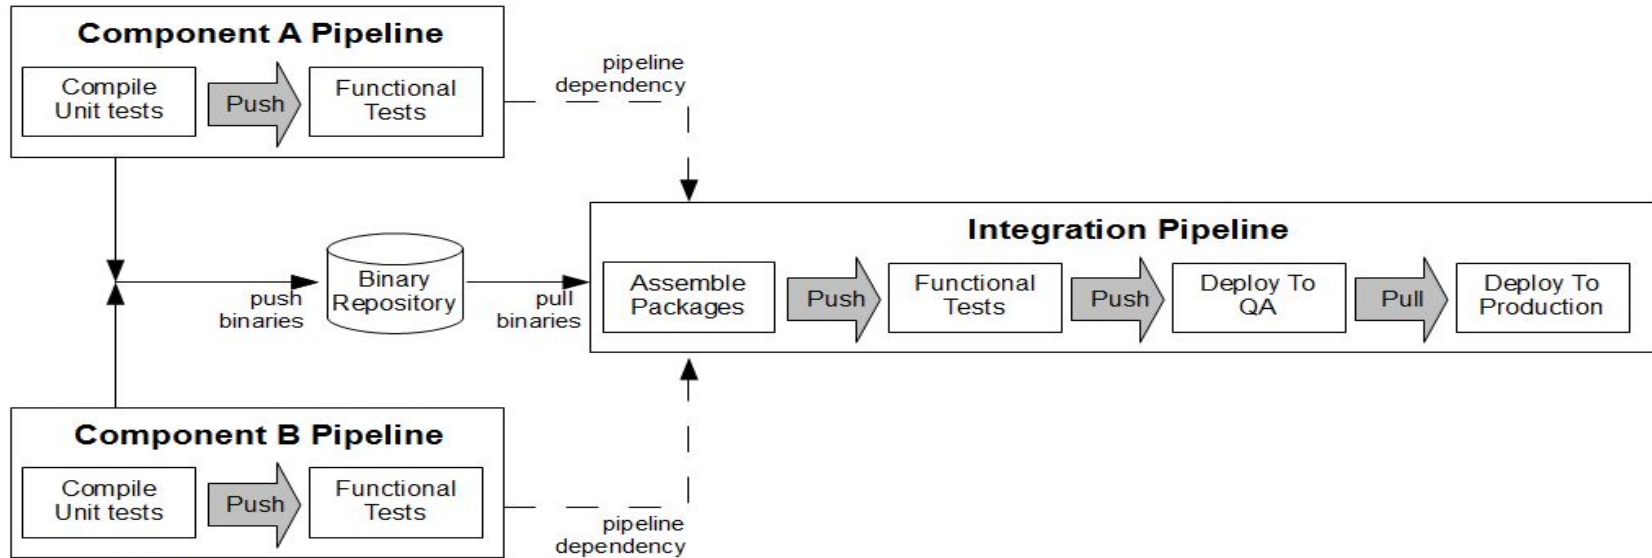 Component A Pipeline
Compile
Unit tests
Push
Functional
Tests
pipeline
dependency
push
binaries
Binary
Repository
pull
binaries
Integration Pipeline
Assemble
Packages
Push
Functional
Tests
Push
Deploy To
QA
Pull
Deploy To
Production
Component B Pipeline
Compile
Unit tests
Push
Functional
Tests
pipeline
dependency